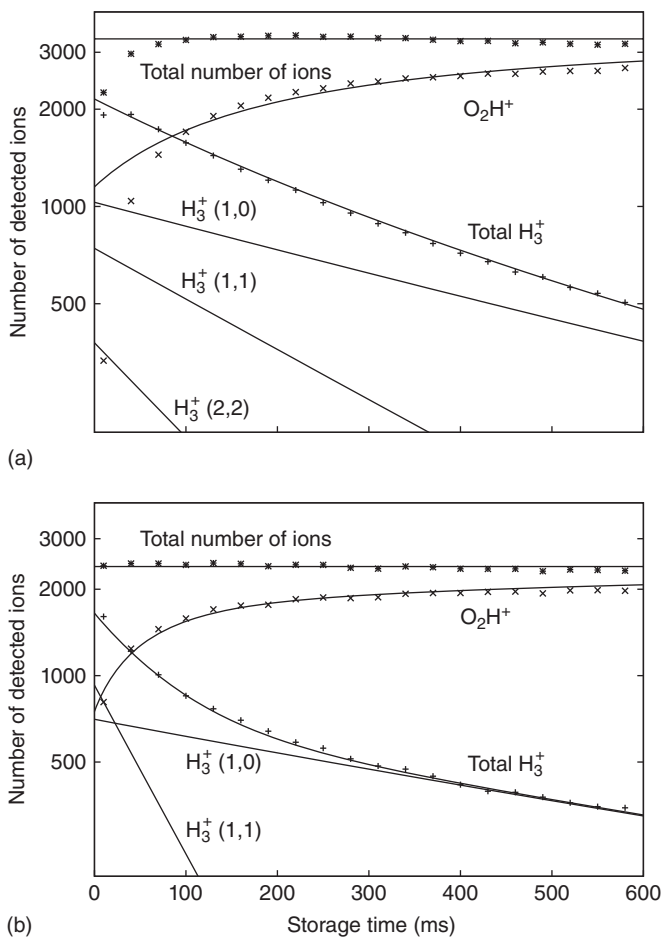 3000
2000
1000
500
Number of detected ions
Total number of ions
O₂H⁺
H₃⁺ (1,0)
Total H₃⁺
H₃⁺ (1,1)
H₃⁺ (2,2)
(a)
3000
2000
1000
500
Number of detected ions
Total number of ions
O₂H⁺
H₃⁺ (1,0)
Total H₃⁺
H₃⁺ (1,1)
0 100 200 300 400 500 600
(b)
Storage time (ms)